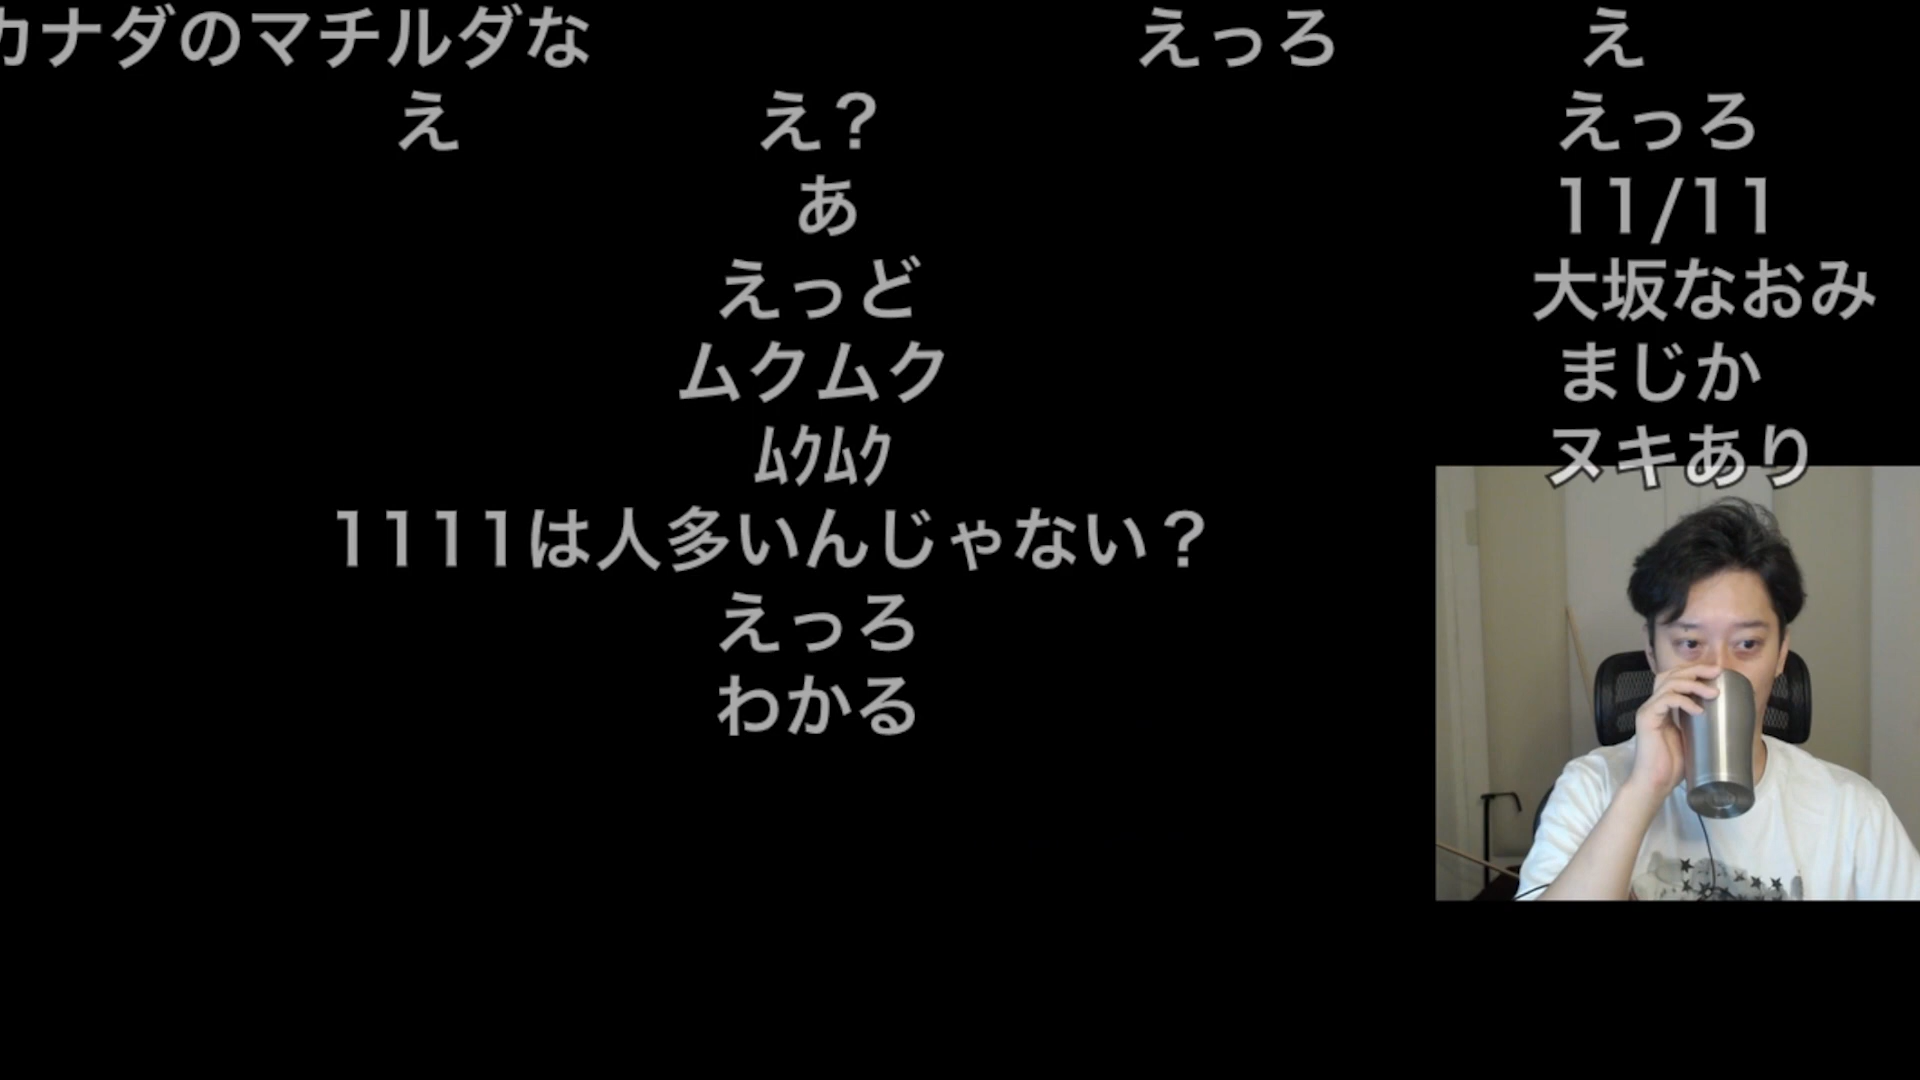 カナダのマチルダな
えっろ
え
え
え？
えっろ
あ
11/11
えっど
大坂なおみ
ムクムク
まじか
ﾑｸﾑｸ
ヌキあり
1111は人多いんじゃない？
えっろ
わかる